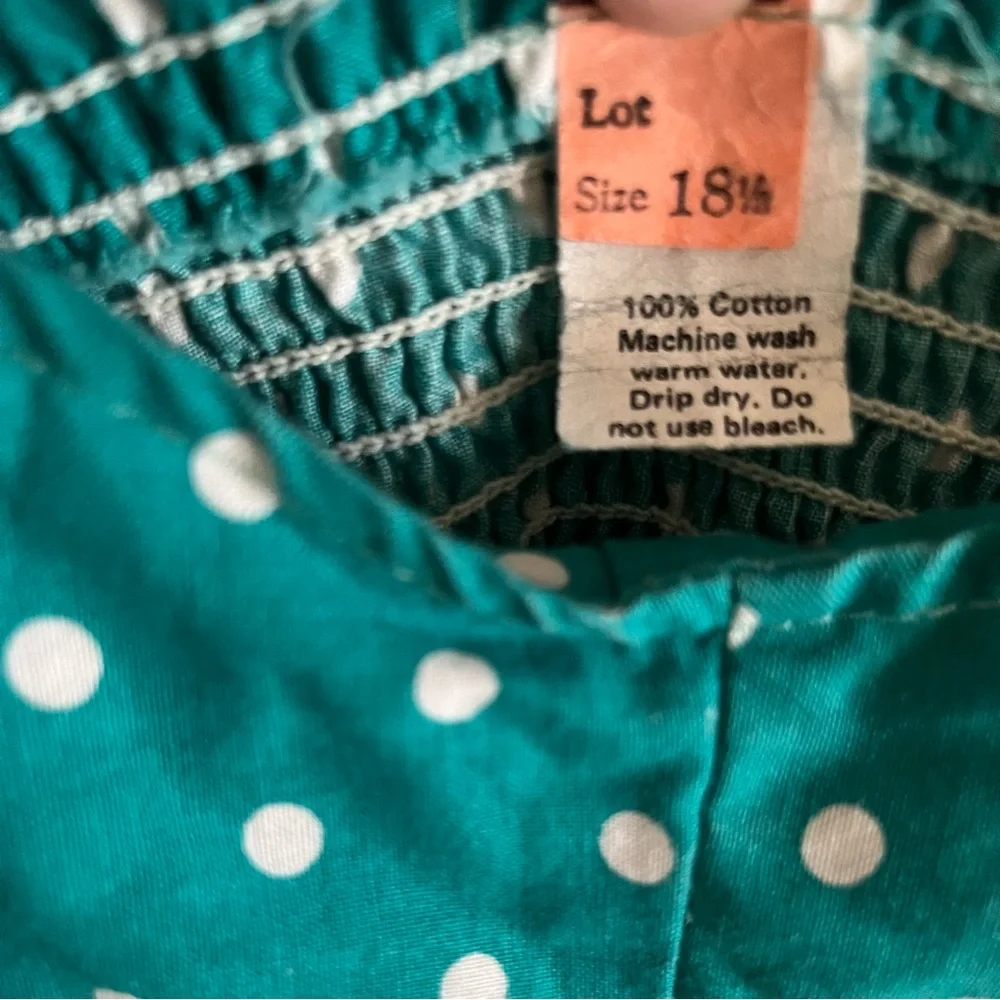 Lot
Size 18½
100% Cotton
Machine wash
warm water.
Drip dry. Do
not use bleach.